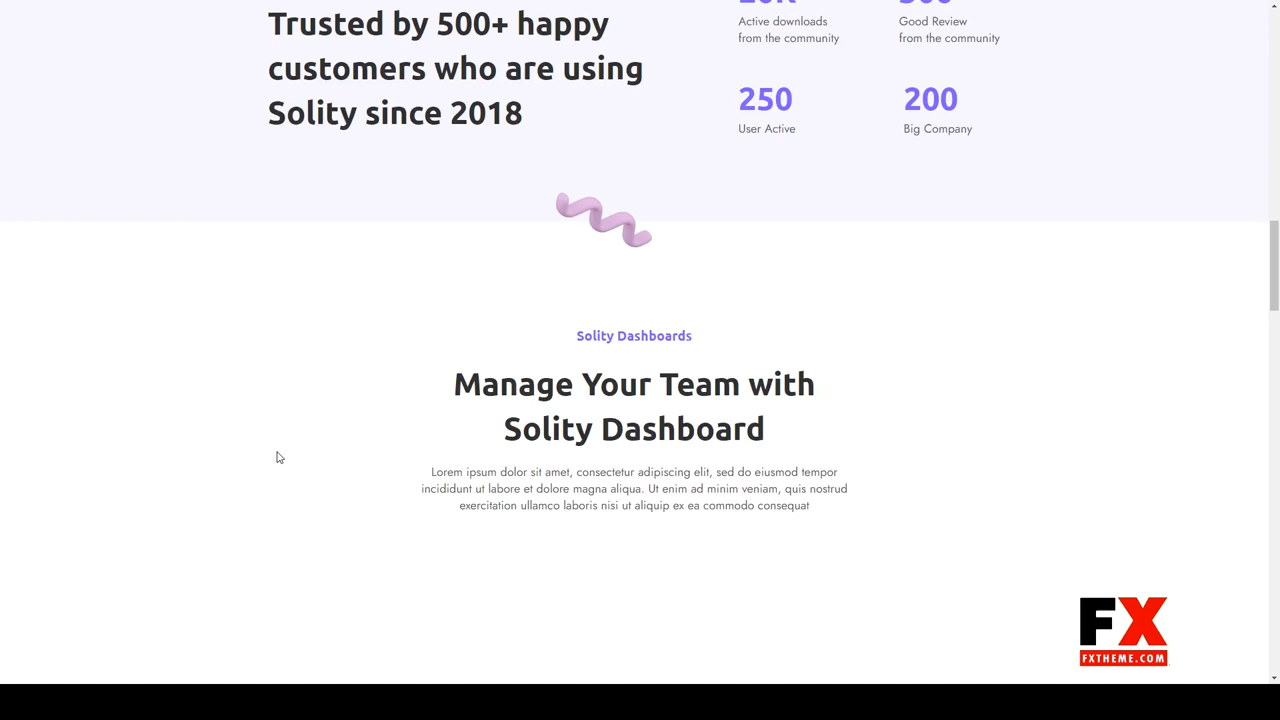 Trusted by 500+ happy
customers who are using
Solity since 2018
Active downloads
from the community
Good Review
from the community
250
User Active
200
Big Company
Solity Dashboards
Manage Your Team with
Solity Dashboard
Lorem ipsum dolor sit amet, consectetur adipiscing elit, sed do eiusmod tempor
incididunt ut labore et dolore magna aliqua. Ut enim ad minim veniam, quis nostrud
exercitation ullamco laboris nisi ut aliquip ex ea commodo consequat
FX
FXTHEME.COM